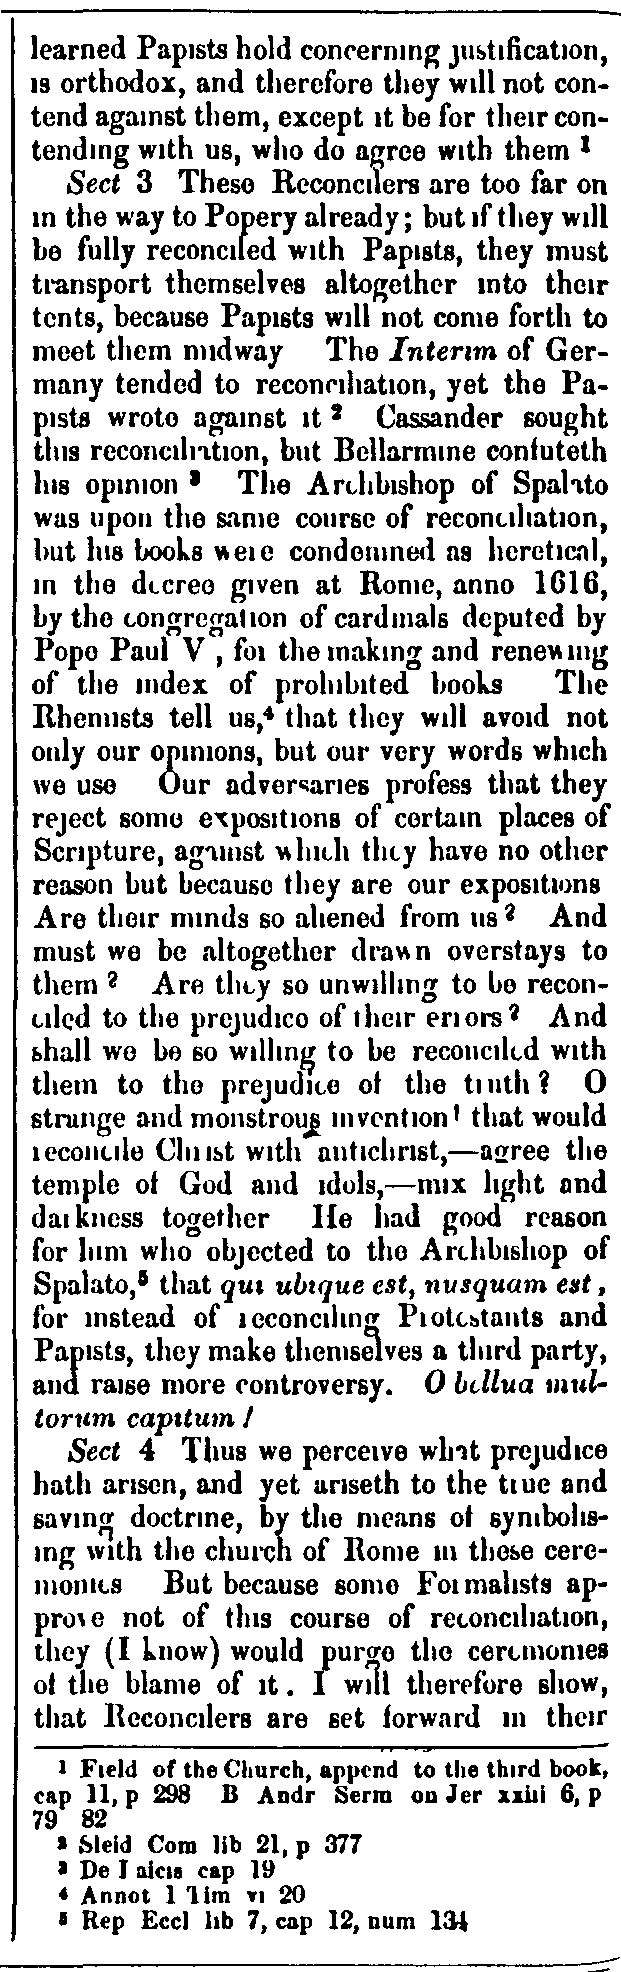 learned Papists hold concerning justification,
is orthodox, and therefore they will not con-
tend against them, except it be for their con-
tending with us, who do agree with them ¹
Sect 3 These Reconcilers are too far on
in the way to Popery already; but if they will
be fully reconciled with Papists, they must
transport themselves altogether into their
tents, because Papists will not come forth to
meet them midway The Interim of Ger-
many tended to reconciliation, yet the Pa-
pists wrote against it ² Cassander sought
this reconciliation, but Bellarmine confuteth
his opinion ³ The Archbishop of Spalato
was upon the same course of reconciliation,
but his books were condemned as heretical,
in the decree given at Rome, anno 1616,
by the congregation of cardinals deputed by
Pope Paul V, for the making and renewing
of the index of prohibited books The
Rhemists tell us,⁴ that they will avoid not
only our opinions, but our very words which
we use Our adversaries profess that they
reject some expositions of certain places of
Scripture, against which they have no other
reason but because they are our expositions
Are their minds so aliened from us? And
must we be altogether drawn overstays to
them? Are they so unwilling to be recon-
ciled to the prejudice of their errors? And
shall we be so willing to be reconciled with
them to the prejudice of the truth? O
strange and monstrous invention! that would
reconcile Christ with antichrist,—agree the
temple of God and idols,—mix light and
darkness together He had good reason
for him who objected to the Archbishop of
Spalato,⁵ that qui ubique est, nusquam est,
for instead of reconciling Protestants and
Papists, they make themselves a third party,
and raise more controversy. O bellua mul-
torum capitum!
Sect 4 Thus we perceive what prejudice
hath arisen, and yet ariseth to the true and
saving doctrine, by the means of symbolis-
ing with the church of Rome in these cere-
monies But because some Formalists ap-
prove not of this course of reconciliation,
they (I know) would purge the ceremonies
of the blame of it. I will therefore show,
that Reconcilers are set forward in their
¹ Field of the Church, append to the third book,
cap 11, p 298 B Andr Serm on Jer xxiii 6, p
79 82
² Sleid Com lib 21, p 377
³ De Laicis cap 19
⁴ Annot 1 Tim vi 20
⁵ Rep Eccl lib 7, cap 12, num 134